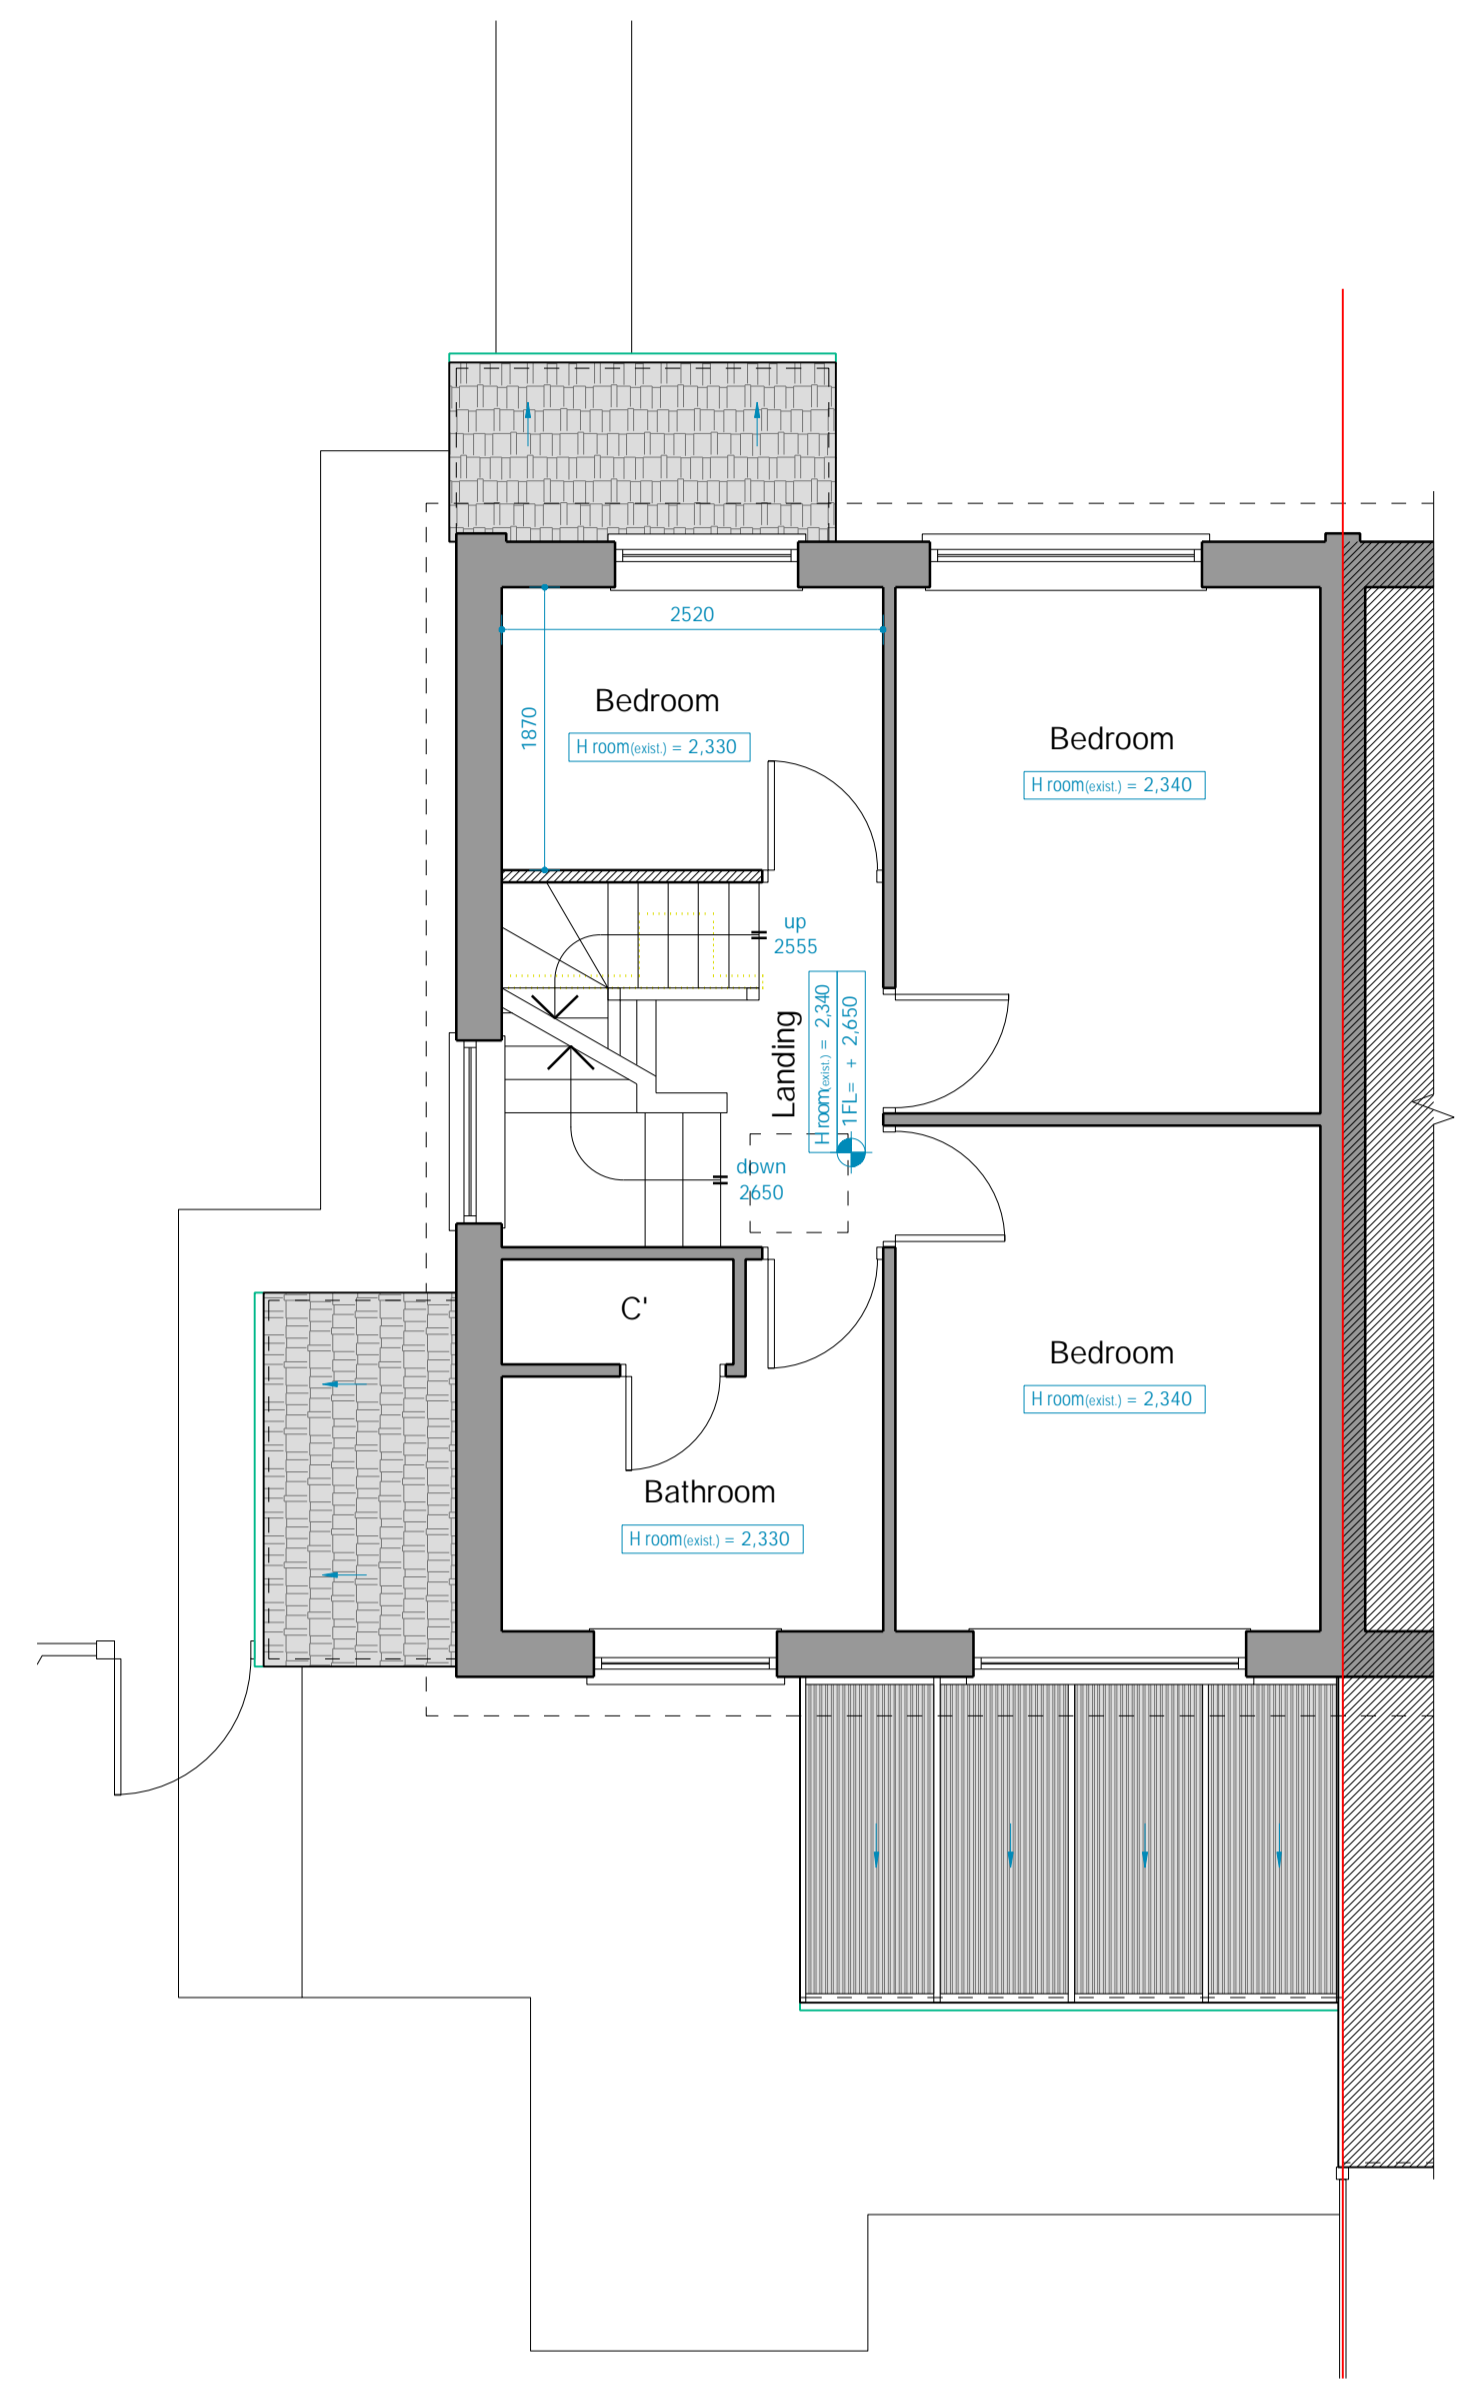 2520
1870
Bedroom
H room(exist.) = 2,330
Bedroom
H room(exist.) = 2,340
up
2555
Landing
H room(exist.) = 2,340
1FL= + 2,650
down
2650
C'
Bedroom
H room(exist.) = 2,340
Bathroom
H room(exist.) = 2,330